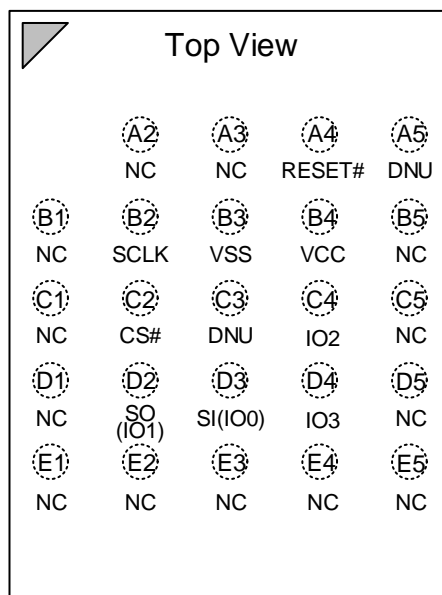 Top View
A2 A3 A4 A5
NC NC RESET# DNU
B1 B2 B3 B4 B5
NC SCLK VSS VCC NC
C1 C2 C3 C4 C5
NC CS# DNU IO2 NC
D1 D2 D3 D4 D5
NC SO (IO1) SI(IO0) IO3 NC
E1 E2 E3 E4 E5
NC NC NC NC NC